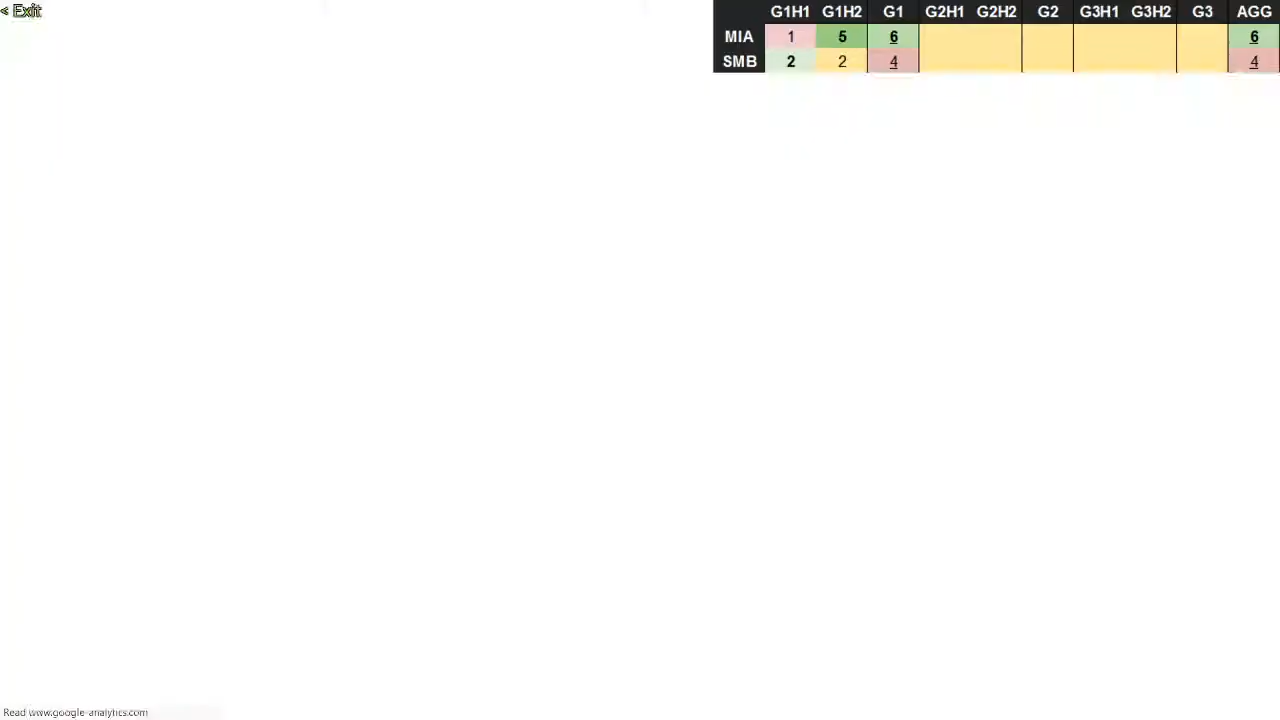 < Exit
G1H1 G1H2 G1 G2H1 G2H2 G2 G3H1 G3H2 G3 AGG
MIA 1 5 6 6
SMB 2 2 4 4
Read www.google-analytics.com